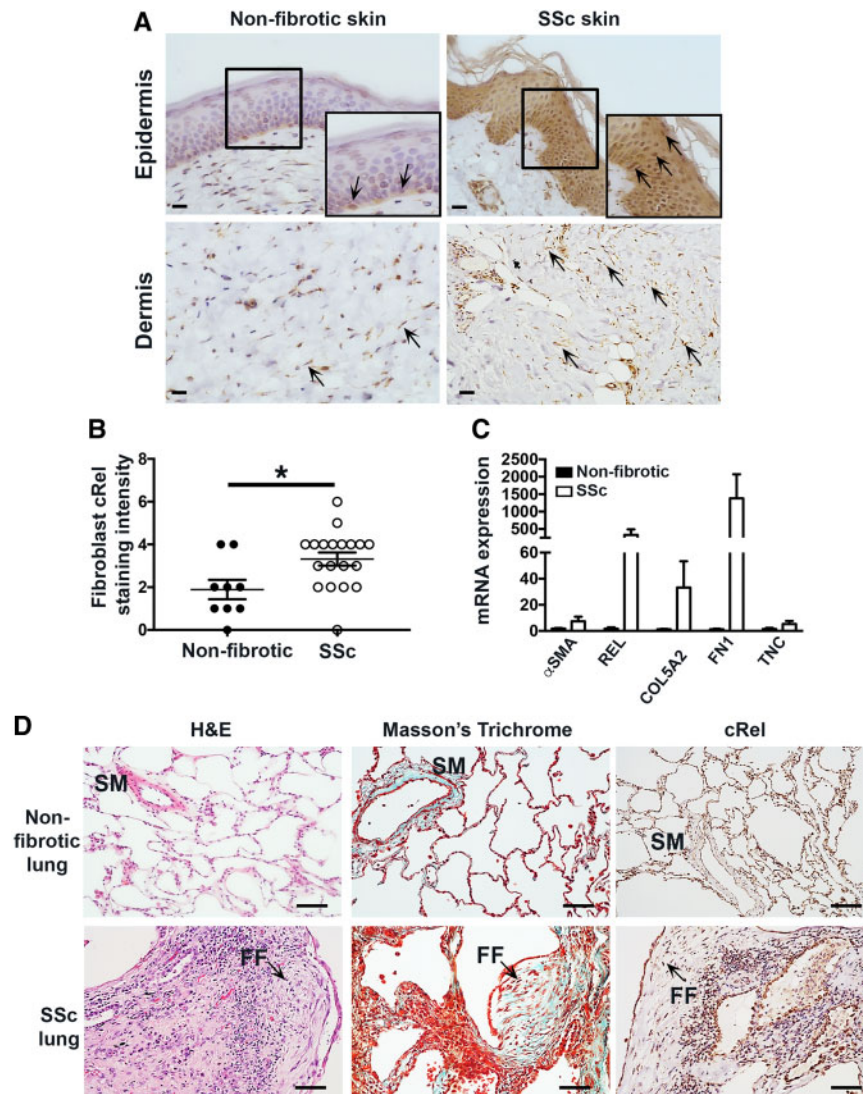 A
Non-fibrotic skin
SSc skin
Epidermis
Dermis
B
Fibroblast cRel
staining intensity
8
6
4
2
0
*
Non-fibrotic
SSc
C
mRNA expression
2500
2000
1500
1000
500
60
40
20
0
Non-fibrotic
SSc
αSMA
REL
COL5A2
FN1
TNC
D
H&E
Masson's Trichrome
cRel
Non-
fibrotic
lung
SM
SM
SM
SSc
lung
FF
FF
FF